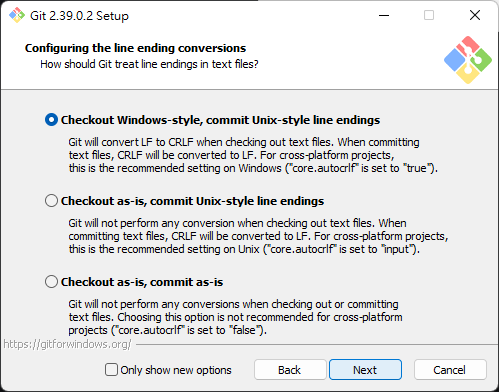 Git 2.39.0.2 Setup
Configuring the line ending conversions
How should Git treat line endings in text files?
Checkout Windows-style, commit Unix-style line endings
Git will convert LF to CRLF when checking out text files. When committing
text files, CRLF will be converted to LF. For cross-platform projects,
this is the recommended setting on Windows ("core.autocrlf" is set to "true").
Checkout as-is, commit Unix-style line endings
Git will not perform any conversion when checking out text files. When
committing text files, CRLF will be converted to LF. For cross-platform projects,
this is the recommended setting on Unix ("core.autocrlf" is set to "input").
Checkout as-is, commit as-is
Git will not perform any conversions when checking out or committing
text files. Choosing this option is not recommended for cross-platform
projects ("core.autocrlf" is set to "false").
https://gitforwindows.org/
Only show new options
Back
Next
Cancel